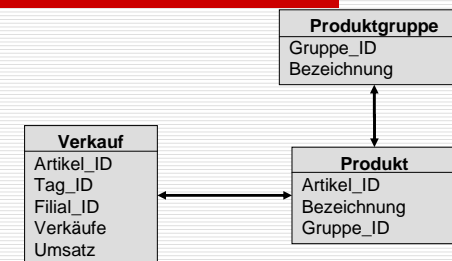 Produktgruppe
Gruppe_ID
Bezeichnung
Verkauf
Artikel_ID
Tag_ID
Filial_ID
Verkäufe
Umsatz
Produkt
Artikel_ID
Bezeichnung
Gruppe_ID